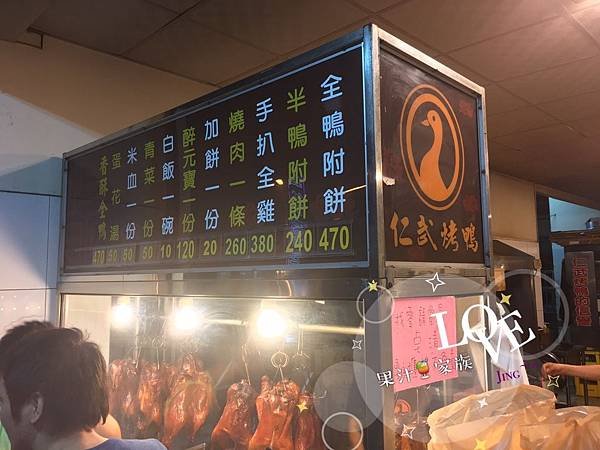 全鴨附餅 470
半鴨附餅 240
手扒全雞 380
燒肉一條 260
加餅一份 20
醉元寶一份 120
白飯一碗 10
青菜一份 50
米血一份 50
蛋花湯 50
香酥全鴨 470
仁武烤鴨
LOVE
果汁家族
JING